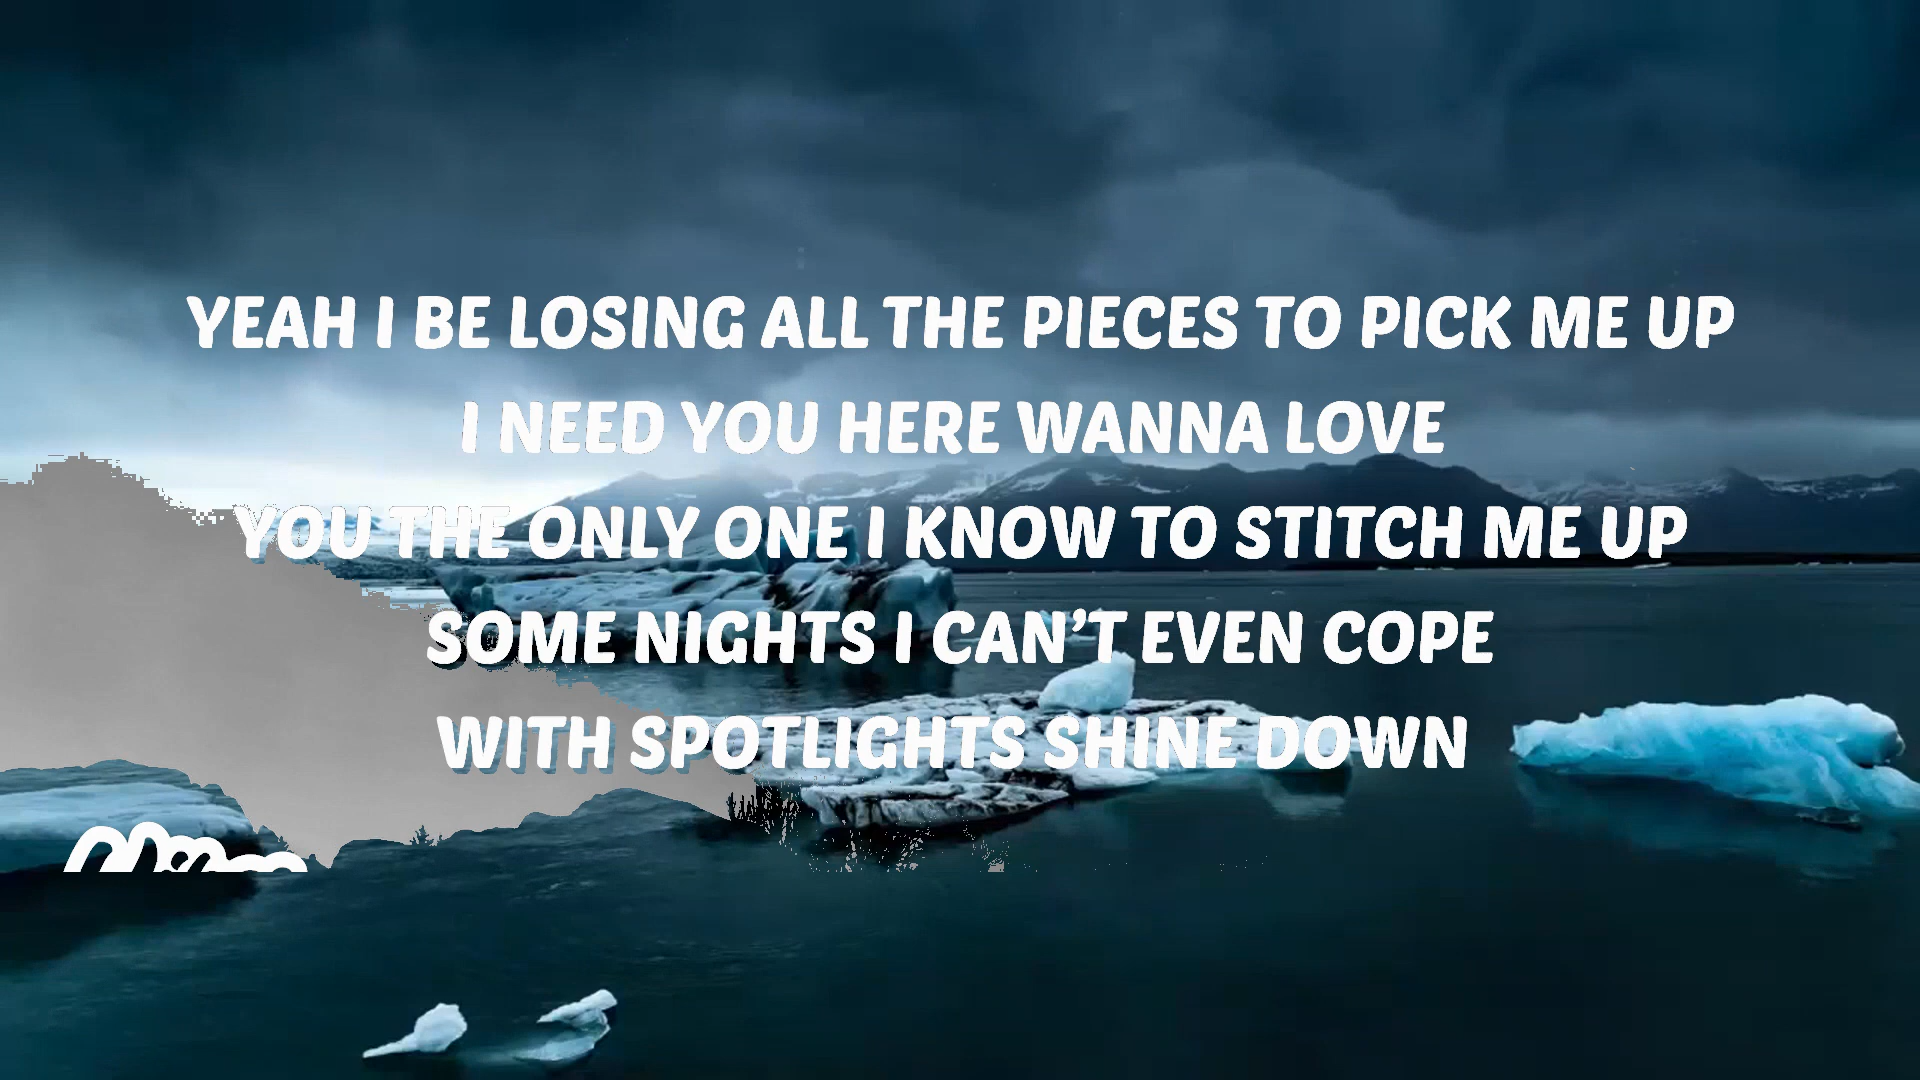 YEAH I BE LOSING ALL THE PIECES TO PICK ME UP
I NEED YOU HERE WANNA LOVE
YOU THE ONLY ONE I KNOW TO STITCH ME UP
SOME NIGHTS I CAN’T EVEN COPE
WITH SPOTLIGHTS SHINE DOWN